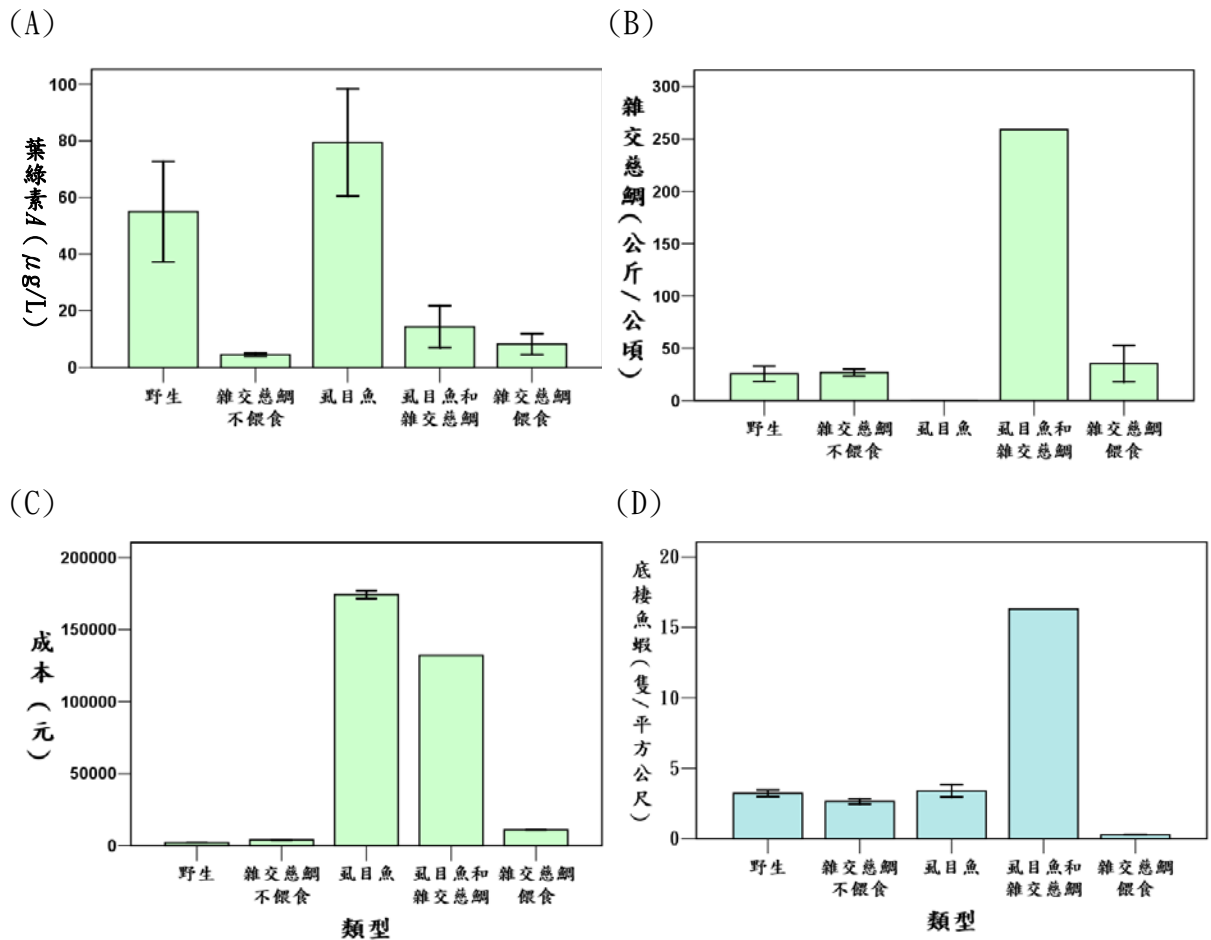 (A)
葉綠素A(μg/L)
100
80
60
40
20
0
野生
雜交慈鯛
不餵食
虱目魚
虱目魚和
雜交慈鯛
雜交慈鯛
餵食
(B)
雜交慈鯛(公斤/公頃)
300
250
200
150
100
50
0
野生
雜交慈鯛
不餵食
虱目魚
虱目魚和
雜交慈鯛
雜交慈鯛
餵食
(C)
成本(元)
200000
150000
100000
50000
0
野生
雜交慈鯛
不餵食
虱目魚
虱目魚和
雜交慈鯛
雜交慈鯛
餵食
類型
(D)
底棲魚蝦(隻/平方公尺)
20
15
10
5
0
野生
雜交慈鯛
不餵食
虱目魚
虱目魚和
雜交慈鯛
雜交慈鯛
餵食
類型